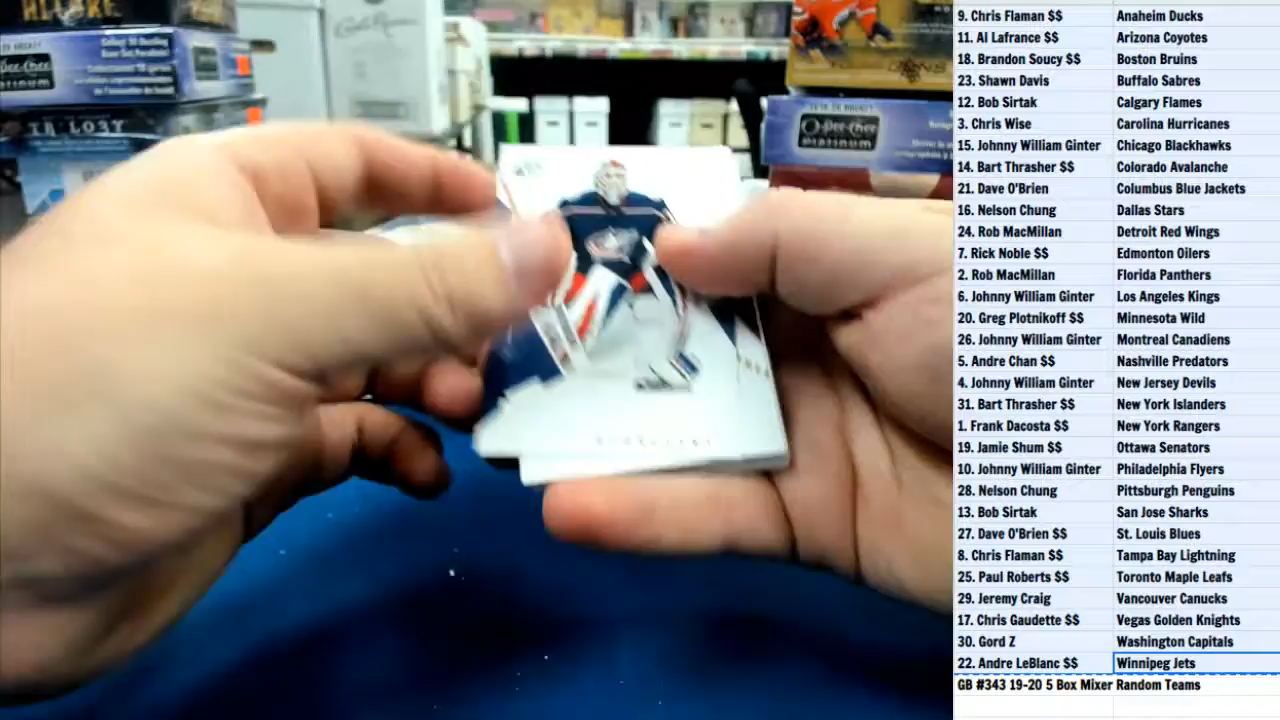 9. Chris Flaman $$ Anaheim Ducks
11. Al Lafrance $$ Arizona Coyotes
18. Brandon Soucy $$ Boston Bruins
23. Shawn Davis Buffalo Sabres
12. Bob Sirtak Calgary Flames
3. Chris Wise Carolina Hurricanes
15. Johnny William Ginter Chicago Blackhawks
14. Bart Thrasher $$ Colorado Avalanche
21. Dave O'Brien Columbus Blue Jackets
16. Nelson Chung Dallas Stars
24. Rob MacMillan Detroit Red Wings
7. Rick Noble $$ Edmonton Oilers
2. Rob MacMillan Florida Panthers
6. Johnny William Ginter Los Angeles Kings
20. Greg Plotnikoff $$ Minnesota Wild
26. Johnny William Ginter Montreal Canadiens
5. Andre Chan $$ Nashville Predators
4. Johnny William Ginter New Jersey Devils
31. Bart Thrasher $$ New York Islanders
1. Frank Dacosta $$ New York Rangers
19. Jamie Shum $$ Ottawa Senators
10. Johnny William Ginter Philadelphia Flyers
28. Nelson Chung Pittsburgh Penguins
13. Bob Sirtak San Jose Sharks
27. Dave O'Brien $$ St. Louis Blues
8. Chris Flaman $$ Tampa Bay Lightning
25. Paul Roberts $$ Toronto Maple Leafs
29. Jeremy Craig Vancouver Canucks
17. Chris Gaudette $$ Vegas Golden Knights
30. Gord Z Washington Capitals
22. Andre LeBlanc $$ Winnipeg Jets
GB #343 19-20 5 Box Mixer Random Teams
O-Pee-Chee
PLATINUM